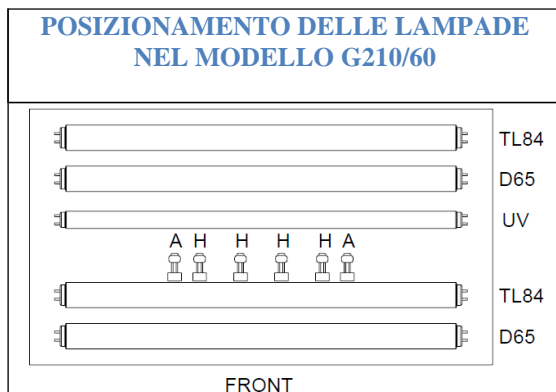 POSIZIONAMENTO DELLE LAMPADE
NEL MODELLO G210/60
TL84
D65
UV
A H H H H A
TL84
D65
FRONT